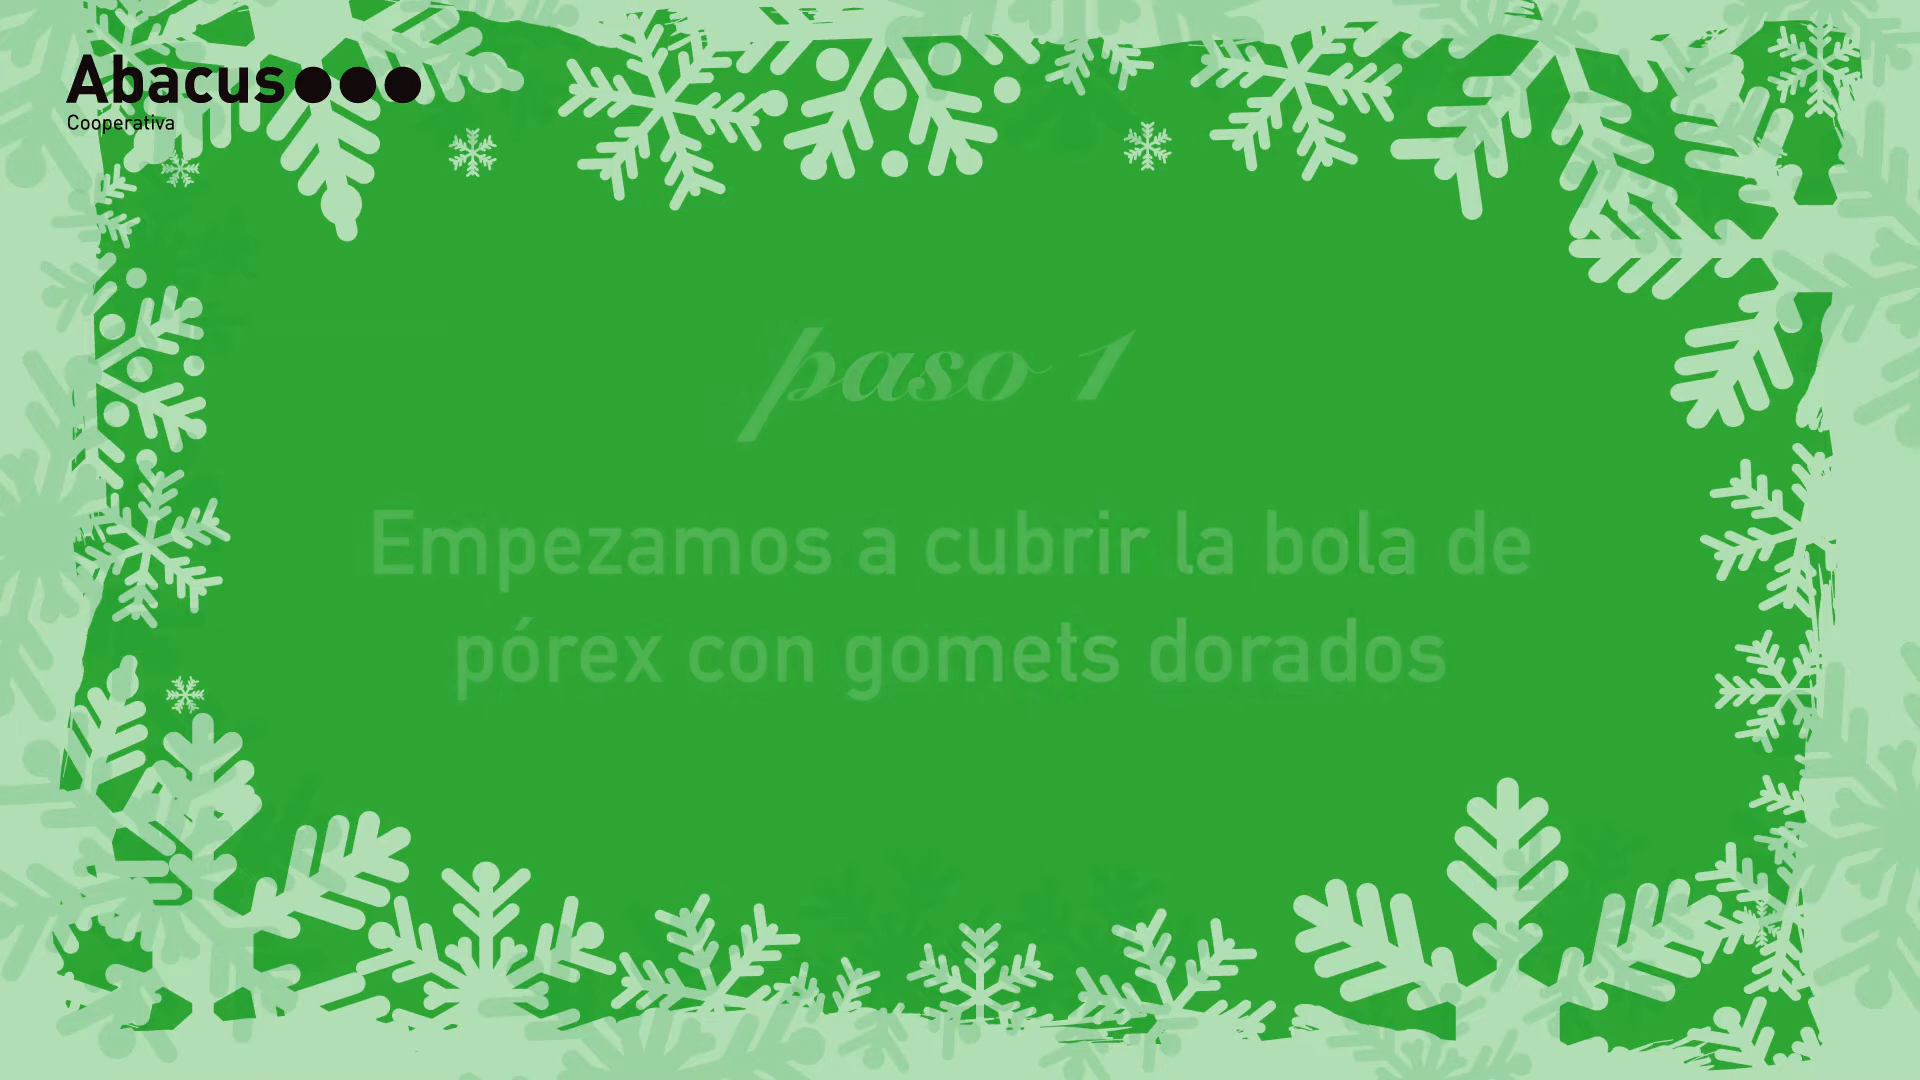 Abacus
Cooperativa
paso 1
Empezamos a cubrir la bola de
pórex con gomets dorados